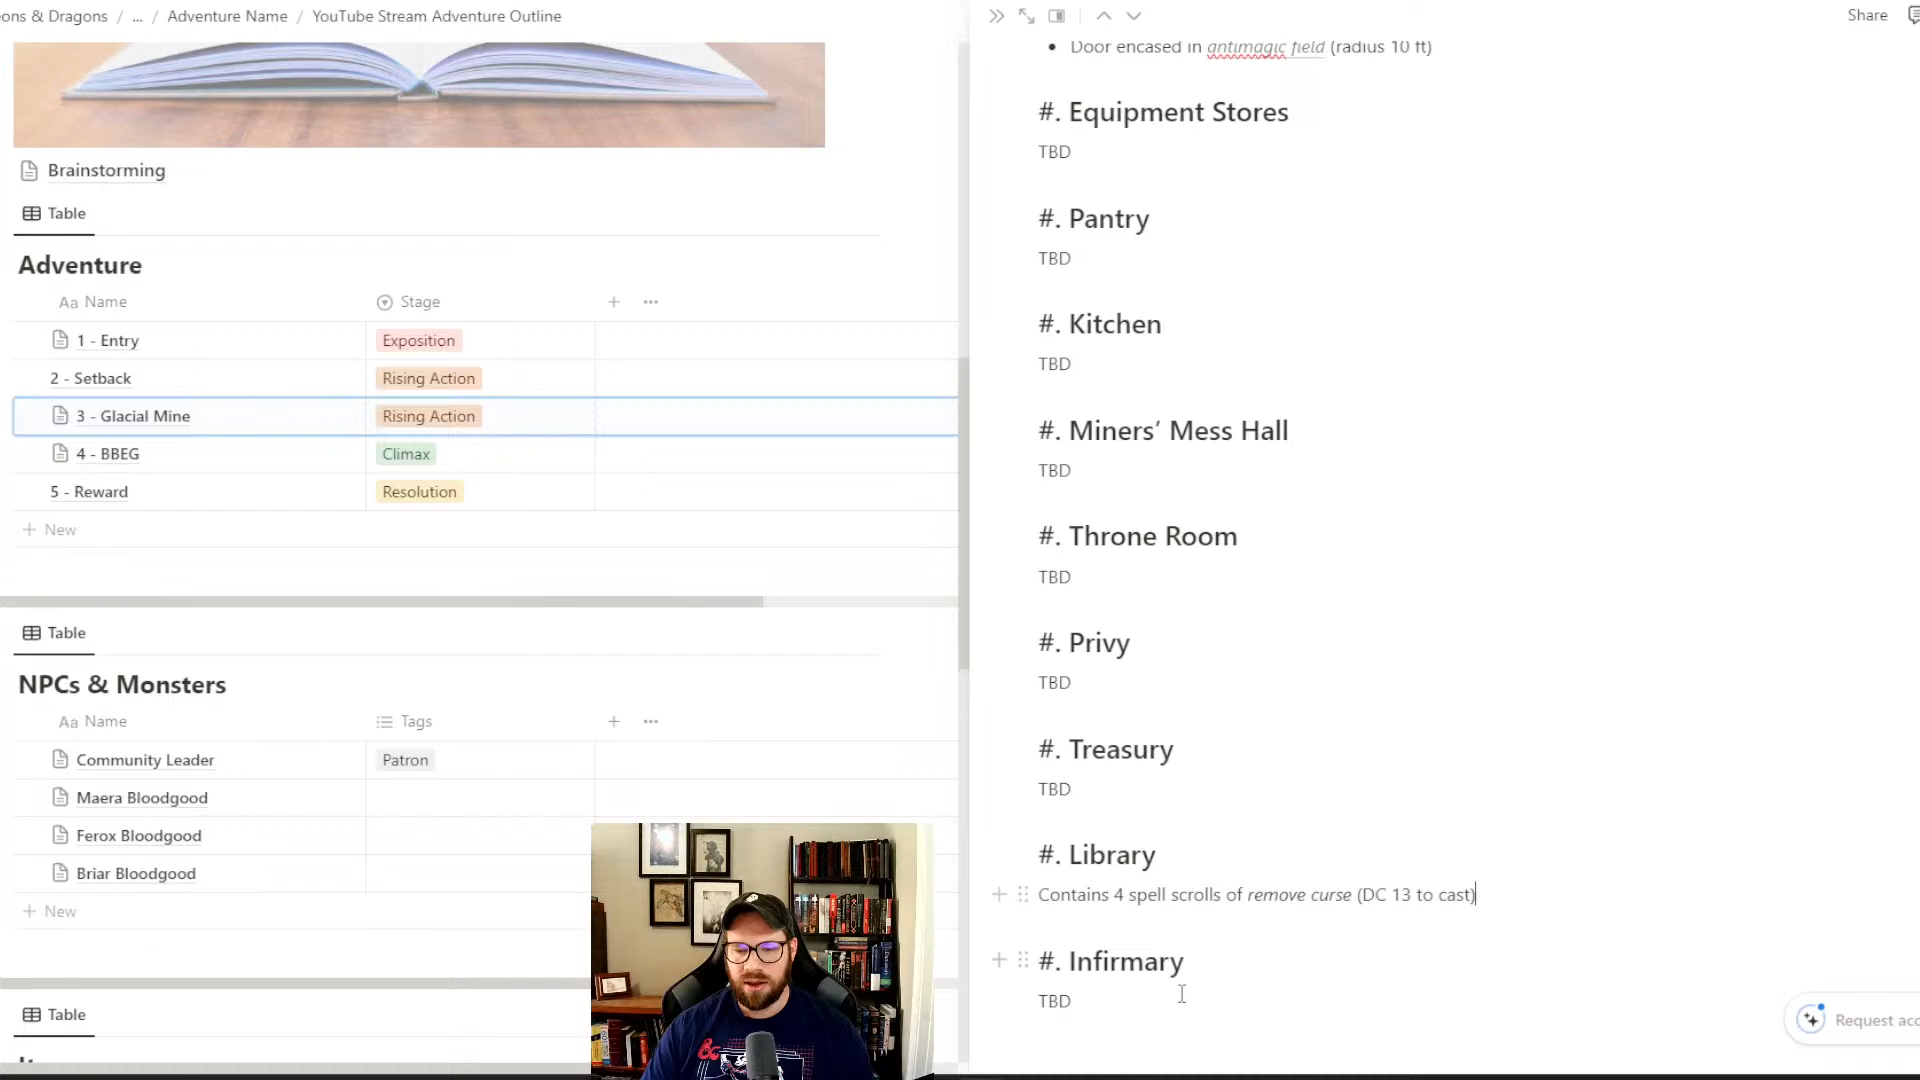 ons & Dragons / ... / Adventure Name / YouTube Stream Adventure Outline
Brainstorming
Table
Adventure
Aa Name Stage + ...
1 - Entry Exposition
2 - Setback Rising Action
3 - Glacial Mine Rising Action
4 - BBEG Climax
5 - Reward Resolution
+ New
Table
NPCs & Monsters
Aa Name Tags + ...
Community Leader Patron
Maera Bloodgood
Ferox Bloodgood
Briar Bloodgood
+ New
Table
Share
• Door encased in antimagic field (radius 10 ft)
#. Equipment Stores
TBD
#. Pantry
TBD
#. Kitchen
TBD
#. Miners’ Mess Hall
TBD
#. Throne Room
TBD
#. Privy
TBD
#. Treasury
TBD
#. Library
Contains 4 spell scrolls of remove curse (DC 13 to cast)
#. Infirmary
TBD
Request acc